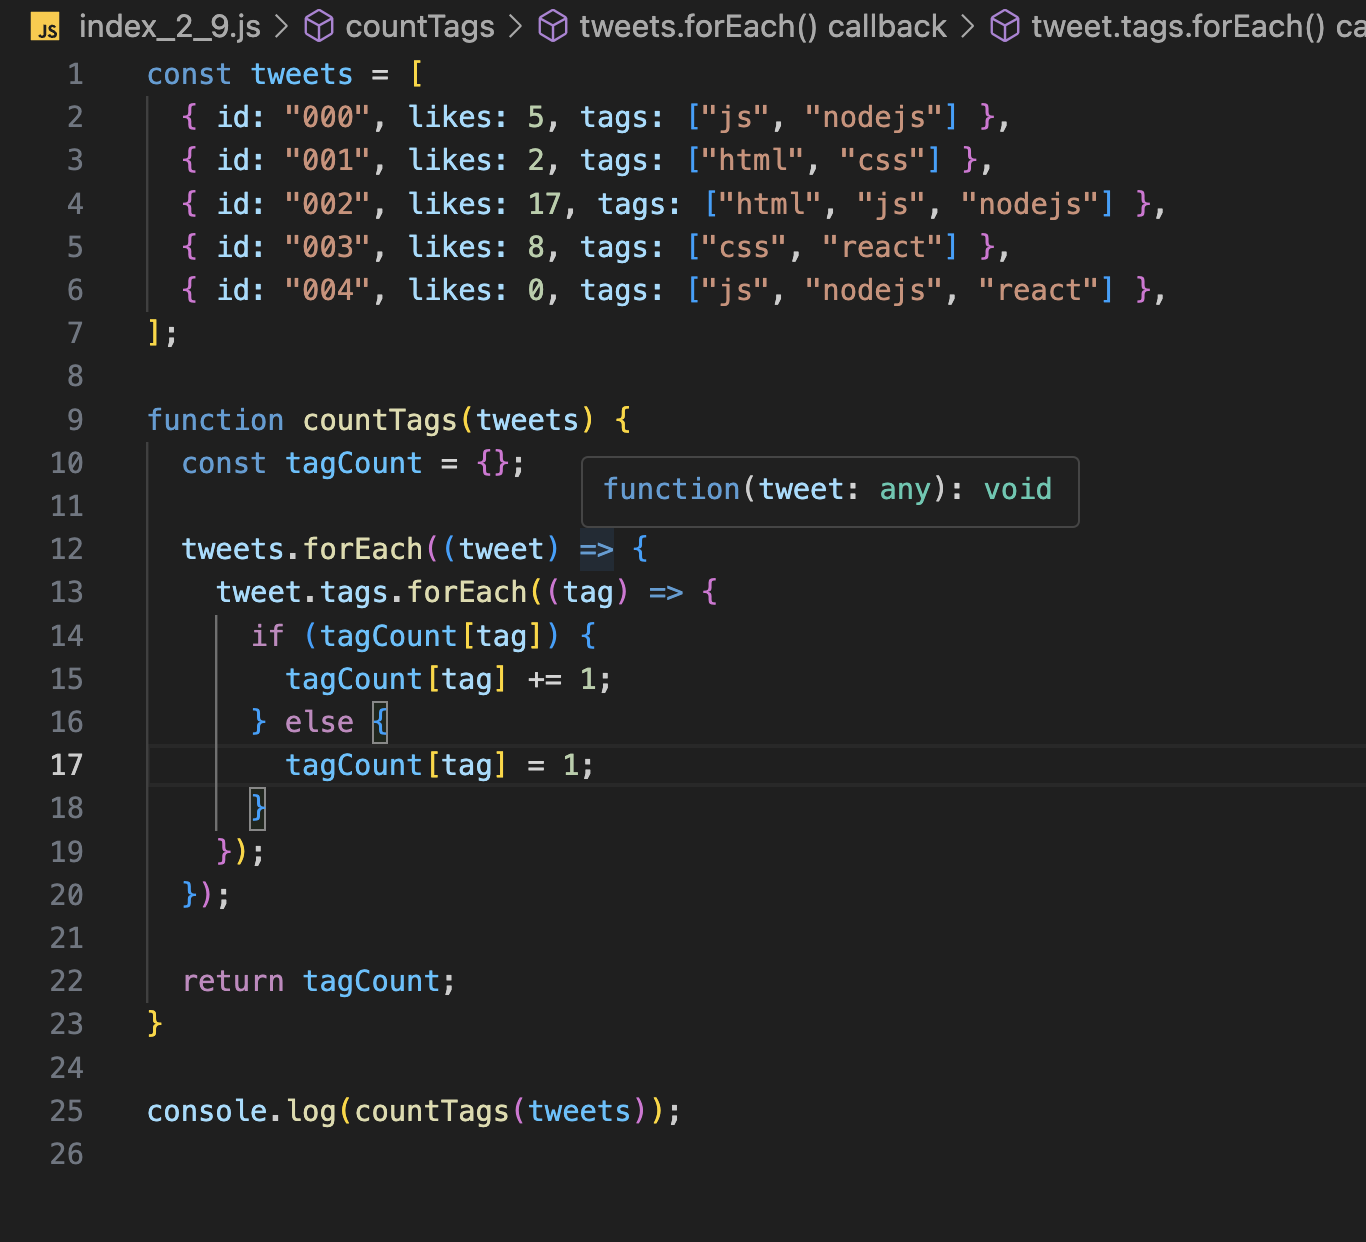 JS index_2_9.js > countTags > tweets.forEach() callback > tweet.tags.forEach()
1 const tweets = [
2 { id: "000", likes: 5, tags: ["js", "nodejs"] },
3 { id: "001", likes: 2, tags: ["html", "css"] },
4 { id: "002", likes: 17, tags: ["html", "js", "nodejs"] },
5 { id: "003", likes: 8, tags: ["css", "react"] },
6 { id: "004", likes: 0, tags: ["js", "nodejs", "react"] },
7 ];
8
9 function countTags(tweets) {
10 const tagCount = {};
function(tweet: any): void
11
12 tweets.forEach((tweet) => {
13 tweet.tags.forEach((tag) => {
14 if (tagCount[tag]) {
15 tagCount[tag] += 1;
16 } else {
17 tagCount[tag] = 1;
18 }
19 });
20 });
21
22 return tagCount;
23 }
24
25 console.log(countTags(tweets));
26